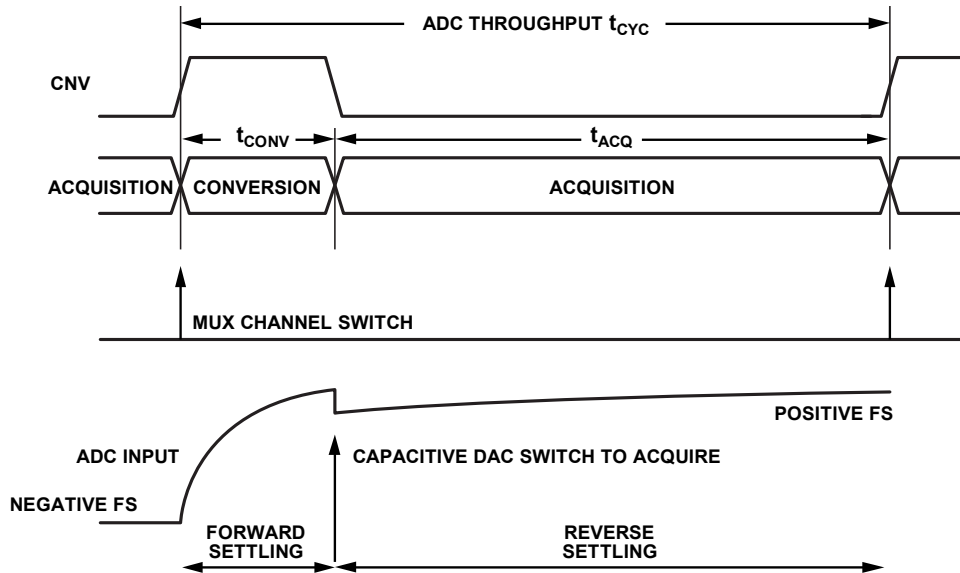 ADC THROUGHPUT tCYC
CNV
tCONV
tACQ
ACQUISITION
CONVERSION
ACQUISITION
MUX CHANNEL SWITCH
POSITIVE FS
ADC INPUT
CAPACITIVE DAC SWITCH TO ACQUIRE
NEGATIVE FS
FORWARD
SETTLING
REVERSE
SETTLING